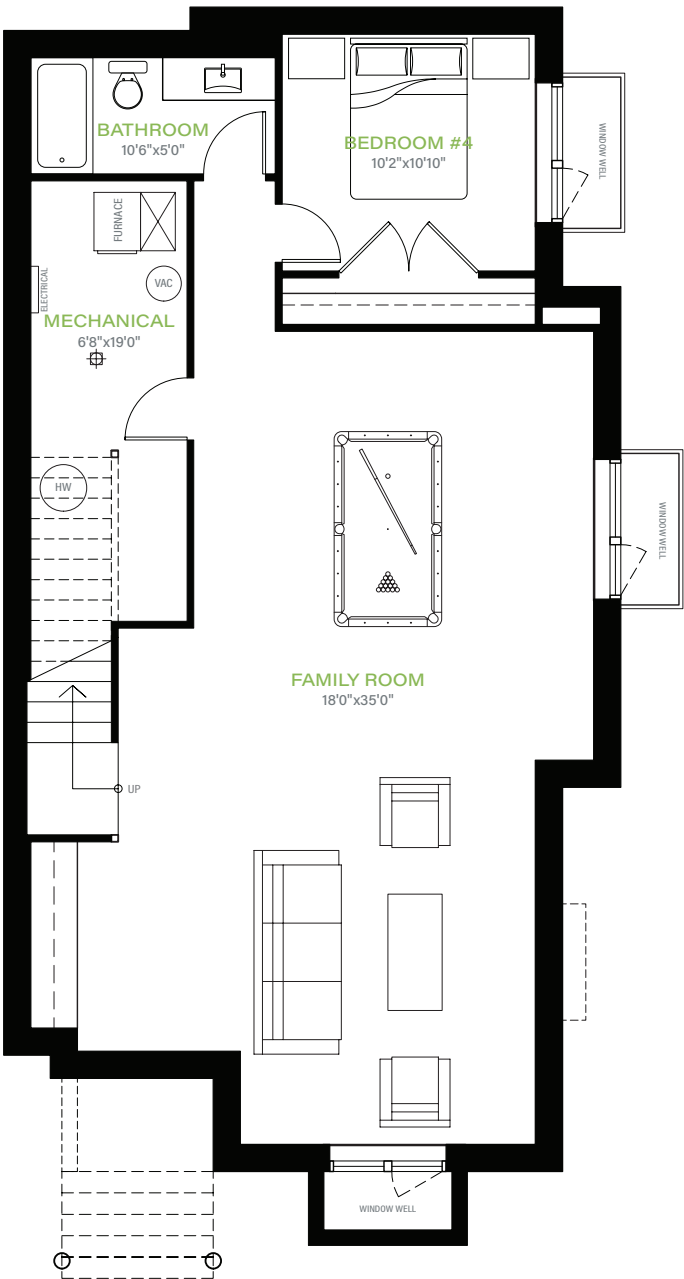 BATHROOM
10'6"x5'0"
BEDROOM #4
10'2"x10'10"
WINDOW WELL
FURNACE
VAC
ELECTRICAL
MECHANICAL
6'8"x19'0"
HW
WINDOW WELL
FAMILY ROOM
18'0"x35'0"
UP
WINDOW WELL